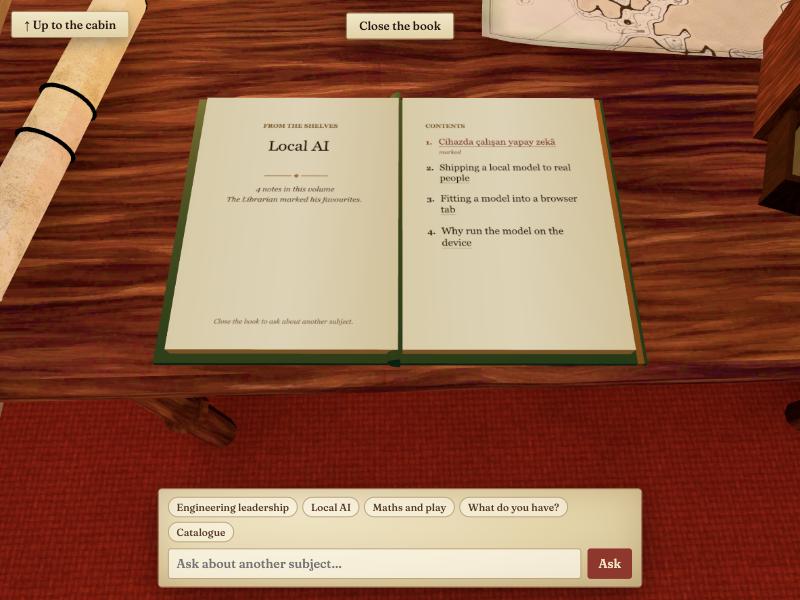 ↑ Up to the cabin
Close the book
FROM THE SHELVES
Local AI
4 notes in this volume
The Librarian marked his favourites.
Close the book to ask about another subject.
CONTENTS
1. Cihazda çalışan yapay zekâ
marked
2. Shipping a local model to real
people
3. Fitting a model into a browser
tab
4. Why run the model on the
device
Engineering leadership
Local AI
Maths and play
What do you have?
Catalogue
Ask about another subject...
Ask